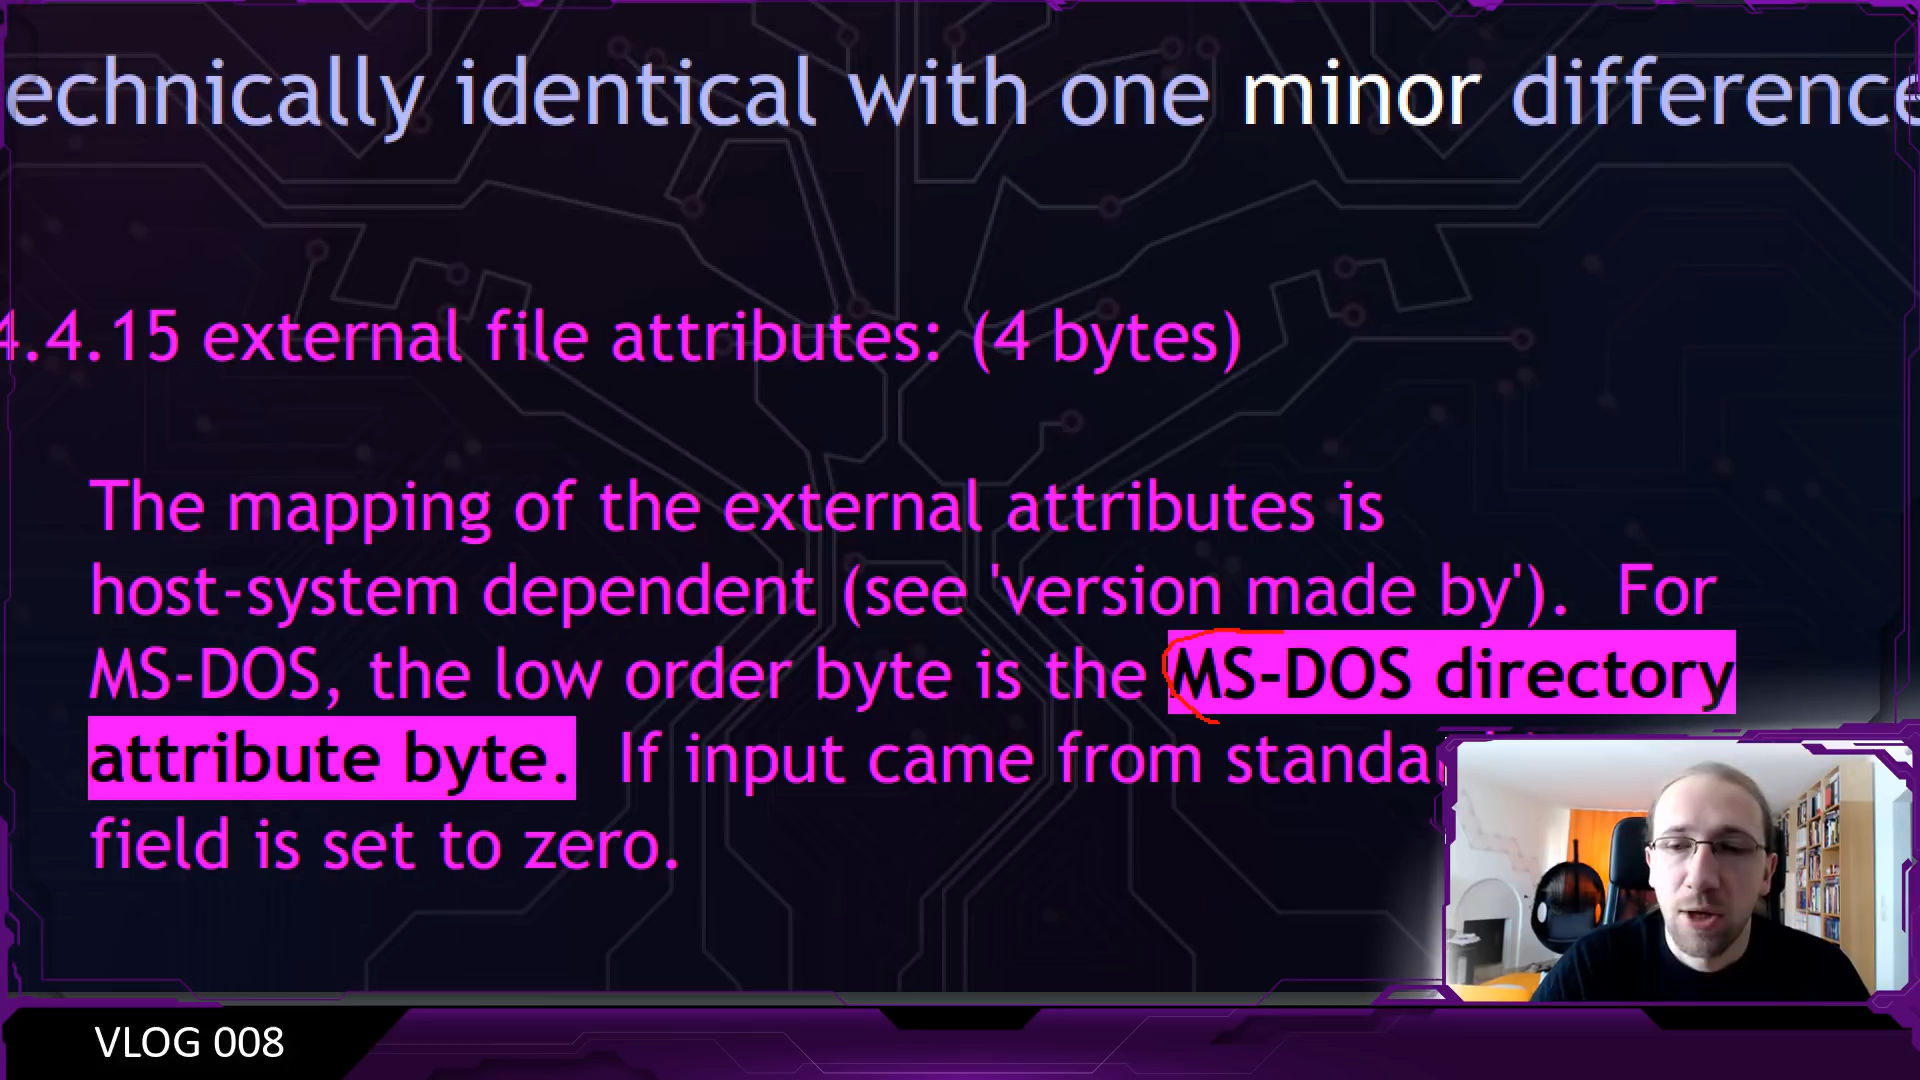 echnically identical with one minor difference
4.4.15 external file attributes: (4 bytes)
The mapping of the external attributes is
host-system dependent (see 'version made by'). For
MS-DOS, the low order byte is the MS-DOS directory
attribute byte. If input came from standa
field is set to zero.
VLOG 008